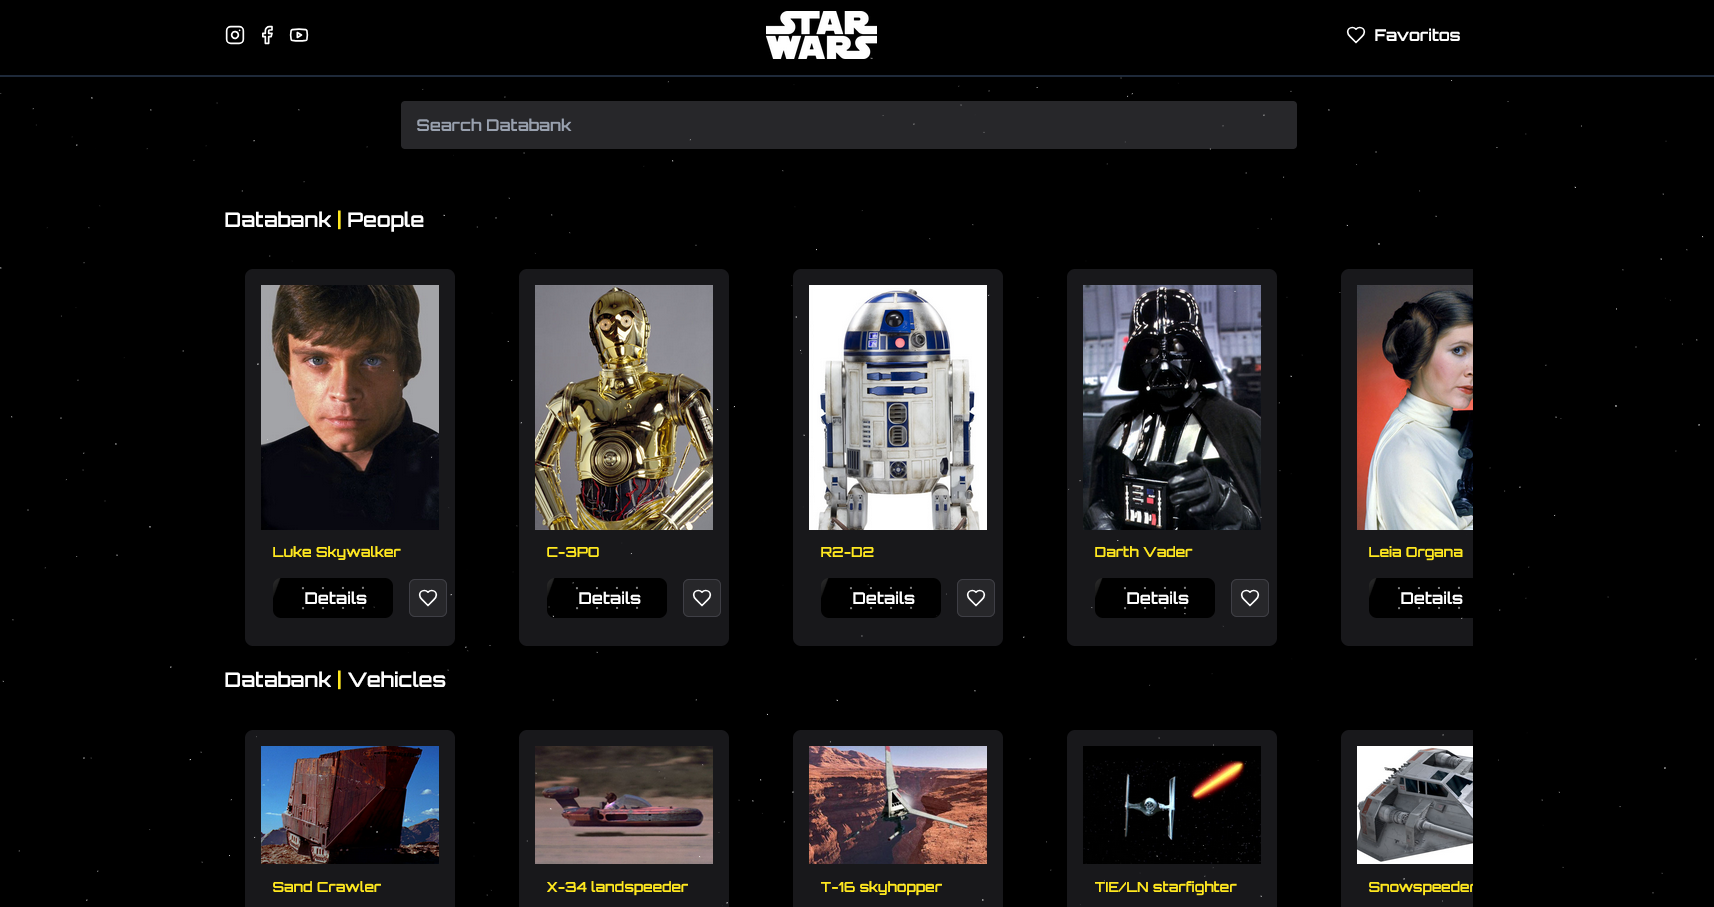 STAR
WARS
Favoritos
Search Databank
Databank | People
Luke Skywalker
C-3PO
R2-D2
Darth Vader
Leia Organa
Details
Details
Details
Details
Details
Databank | Vehicles
Sand Crawler
X-34 landspeeder
T-16 skyhopper
TIE/LN starfighter
Snowspeeder